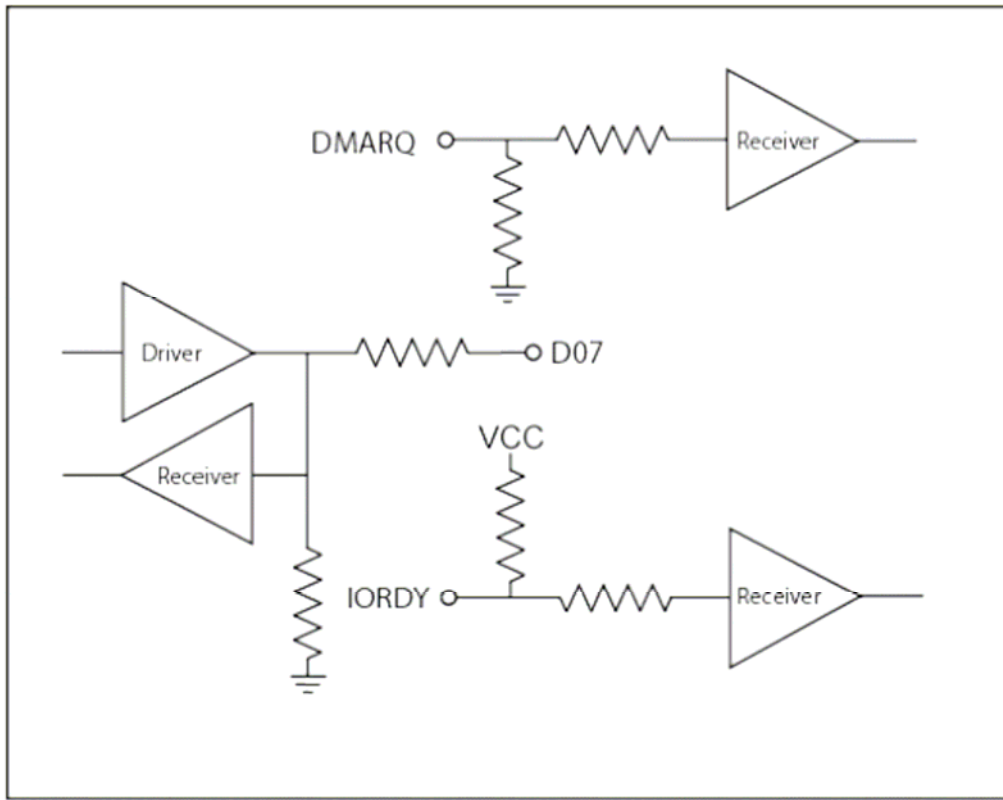 DMARQ
Receiver
Driver
D07
VCC
Receiver
IORDY
Receiver